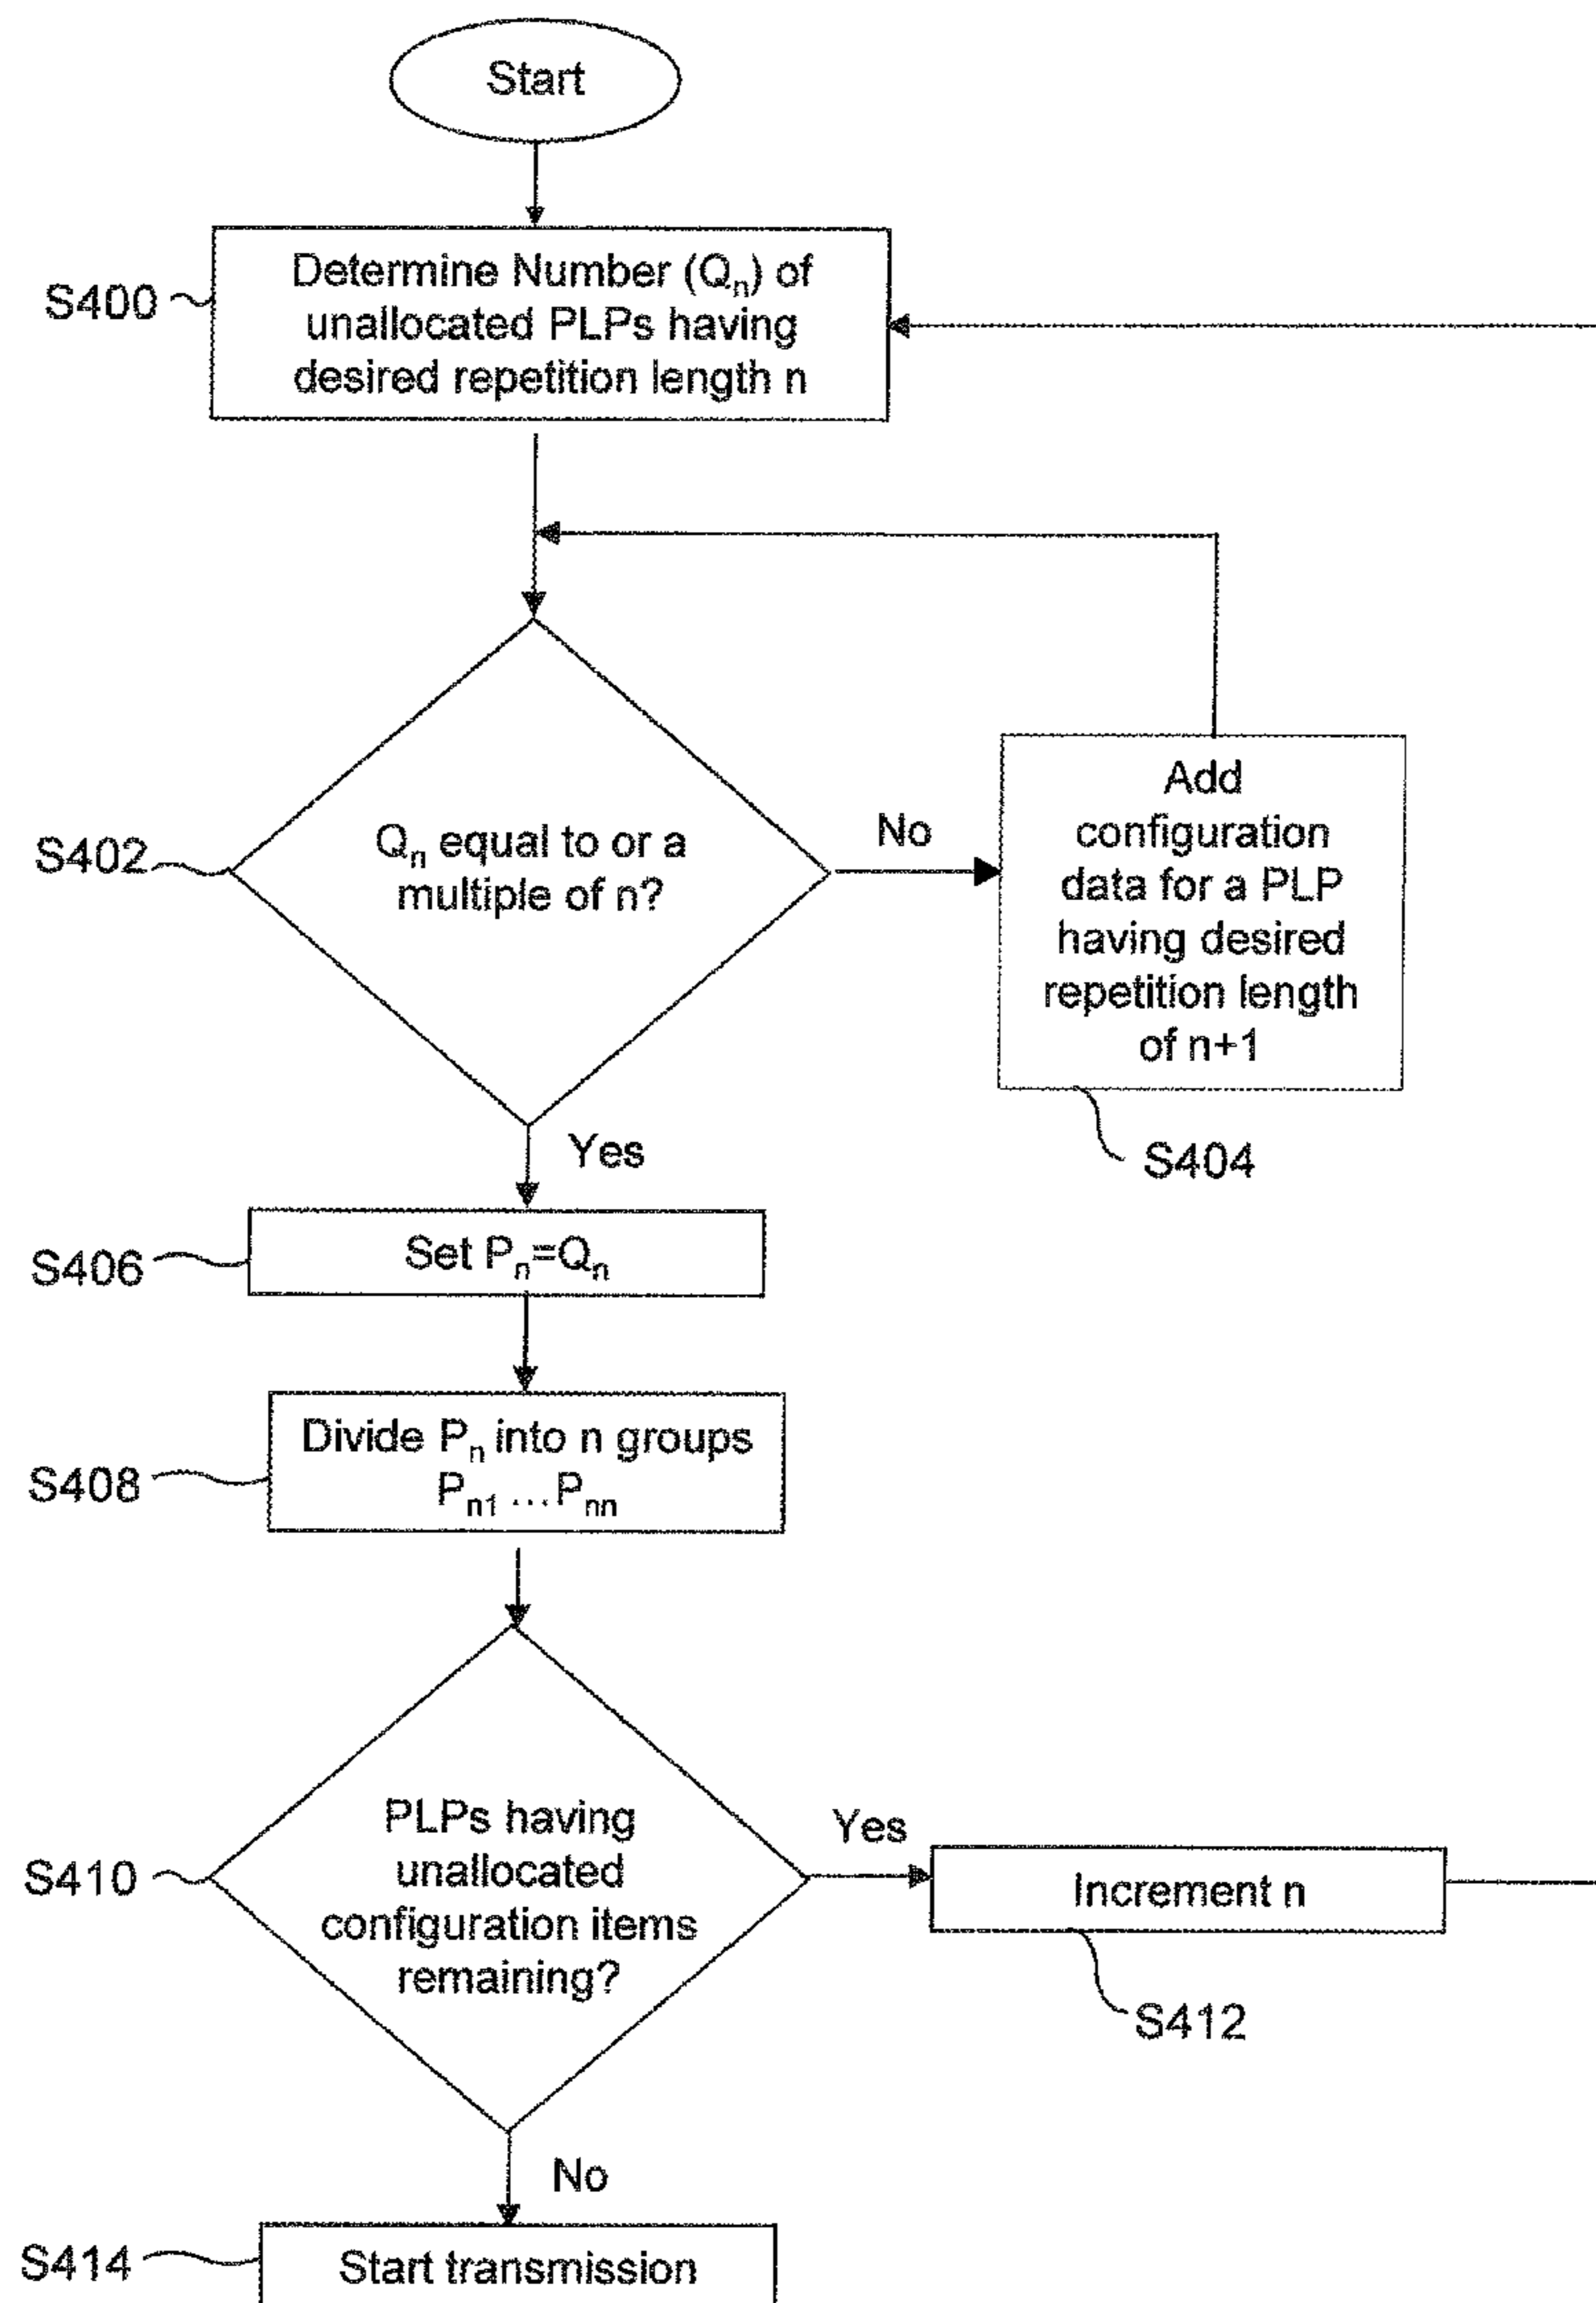 Start
S400
Determine Number (Qn) of
unallocated PLPs having
desired repetition length n
S402
Qn equal to or a
multiple of n?
No
Add
configuration
data for a PLP
having desired
repetition length
of n+1
S404
Yes
S406
Set Pn=Qn
S408
Divide Pn into n groups
Pn1 ...Pnn
S410
PLPs having
unallocated
configuration items
remaining?
Yes
Increment n
S412
No
S414
Start transmission